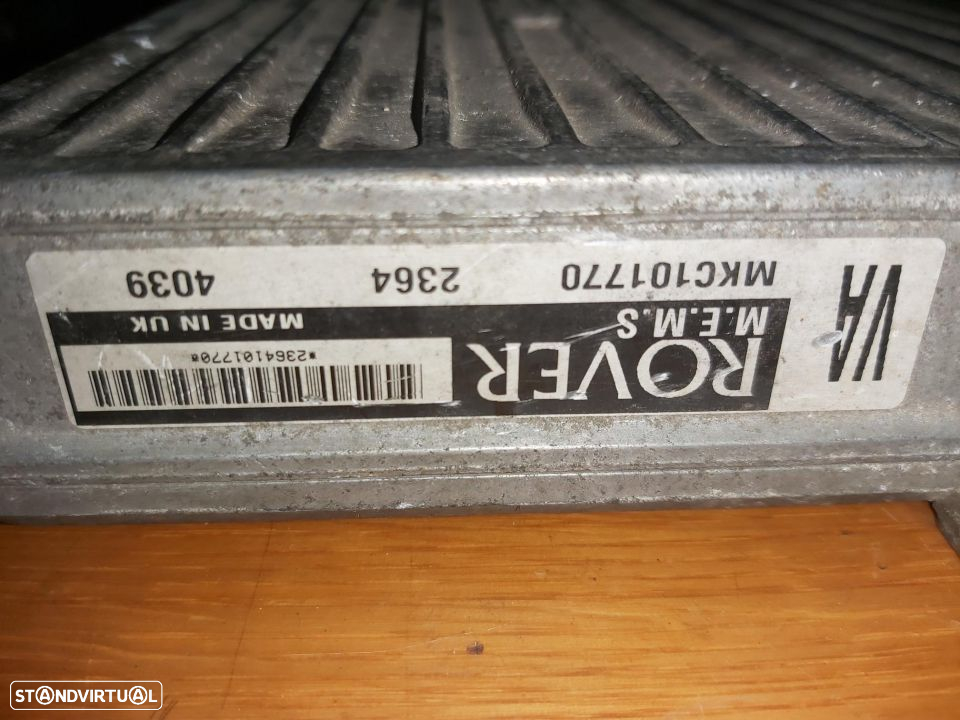 VA
ROVER
M.E.M.S
*2364101770*
MADE IN UK
MKC101770 2364 4039
STANDVIRTUAL